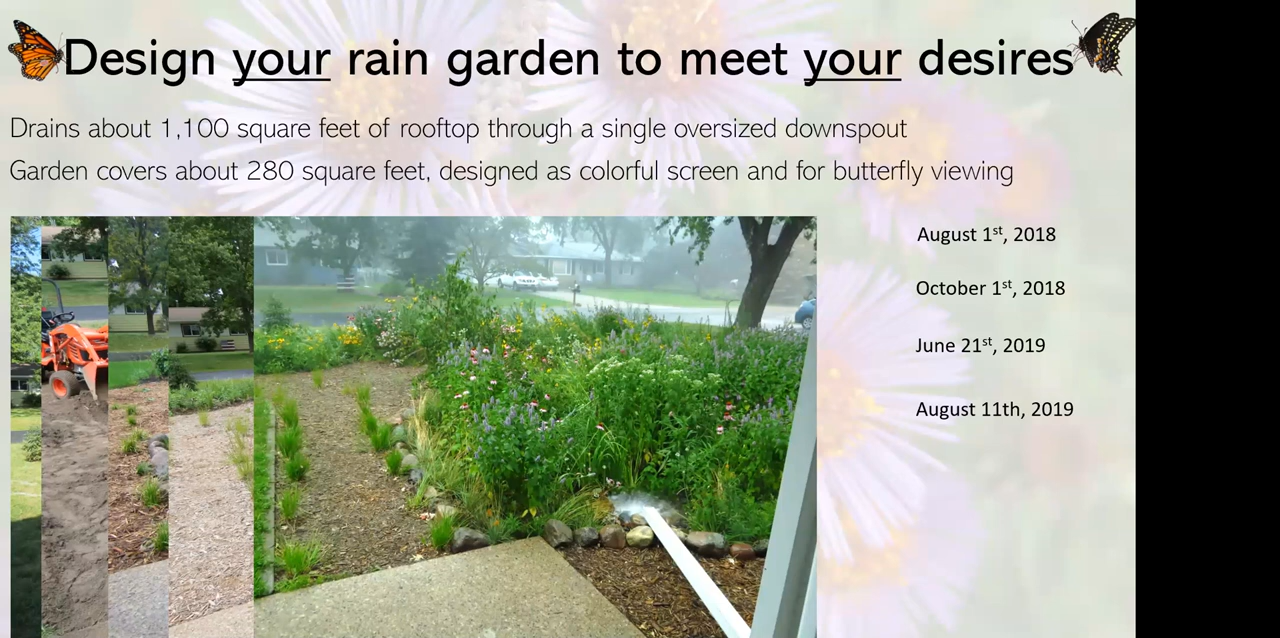 Design your rain garden to meet your desires
Drains about 1,100 square feet of rooftop through a single oversized downspout
Garden covers about 280 square feet, designed as colorful screen and for butterfly viewing
August 1st, 2018
October 1st, 2018
June 21st, 2019
August 11th, 2019